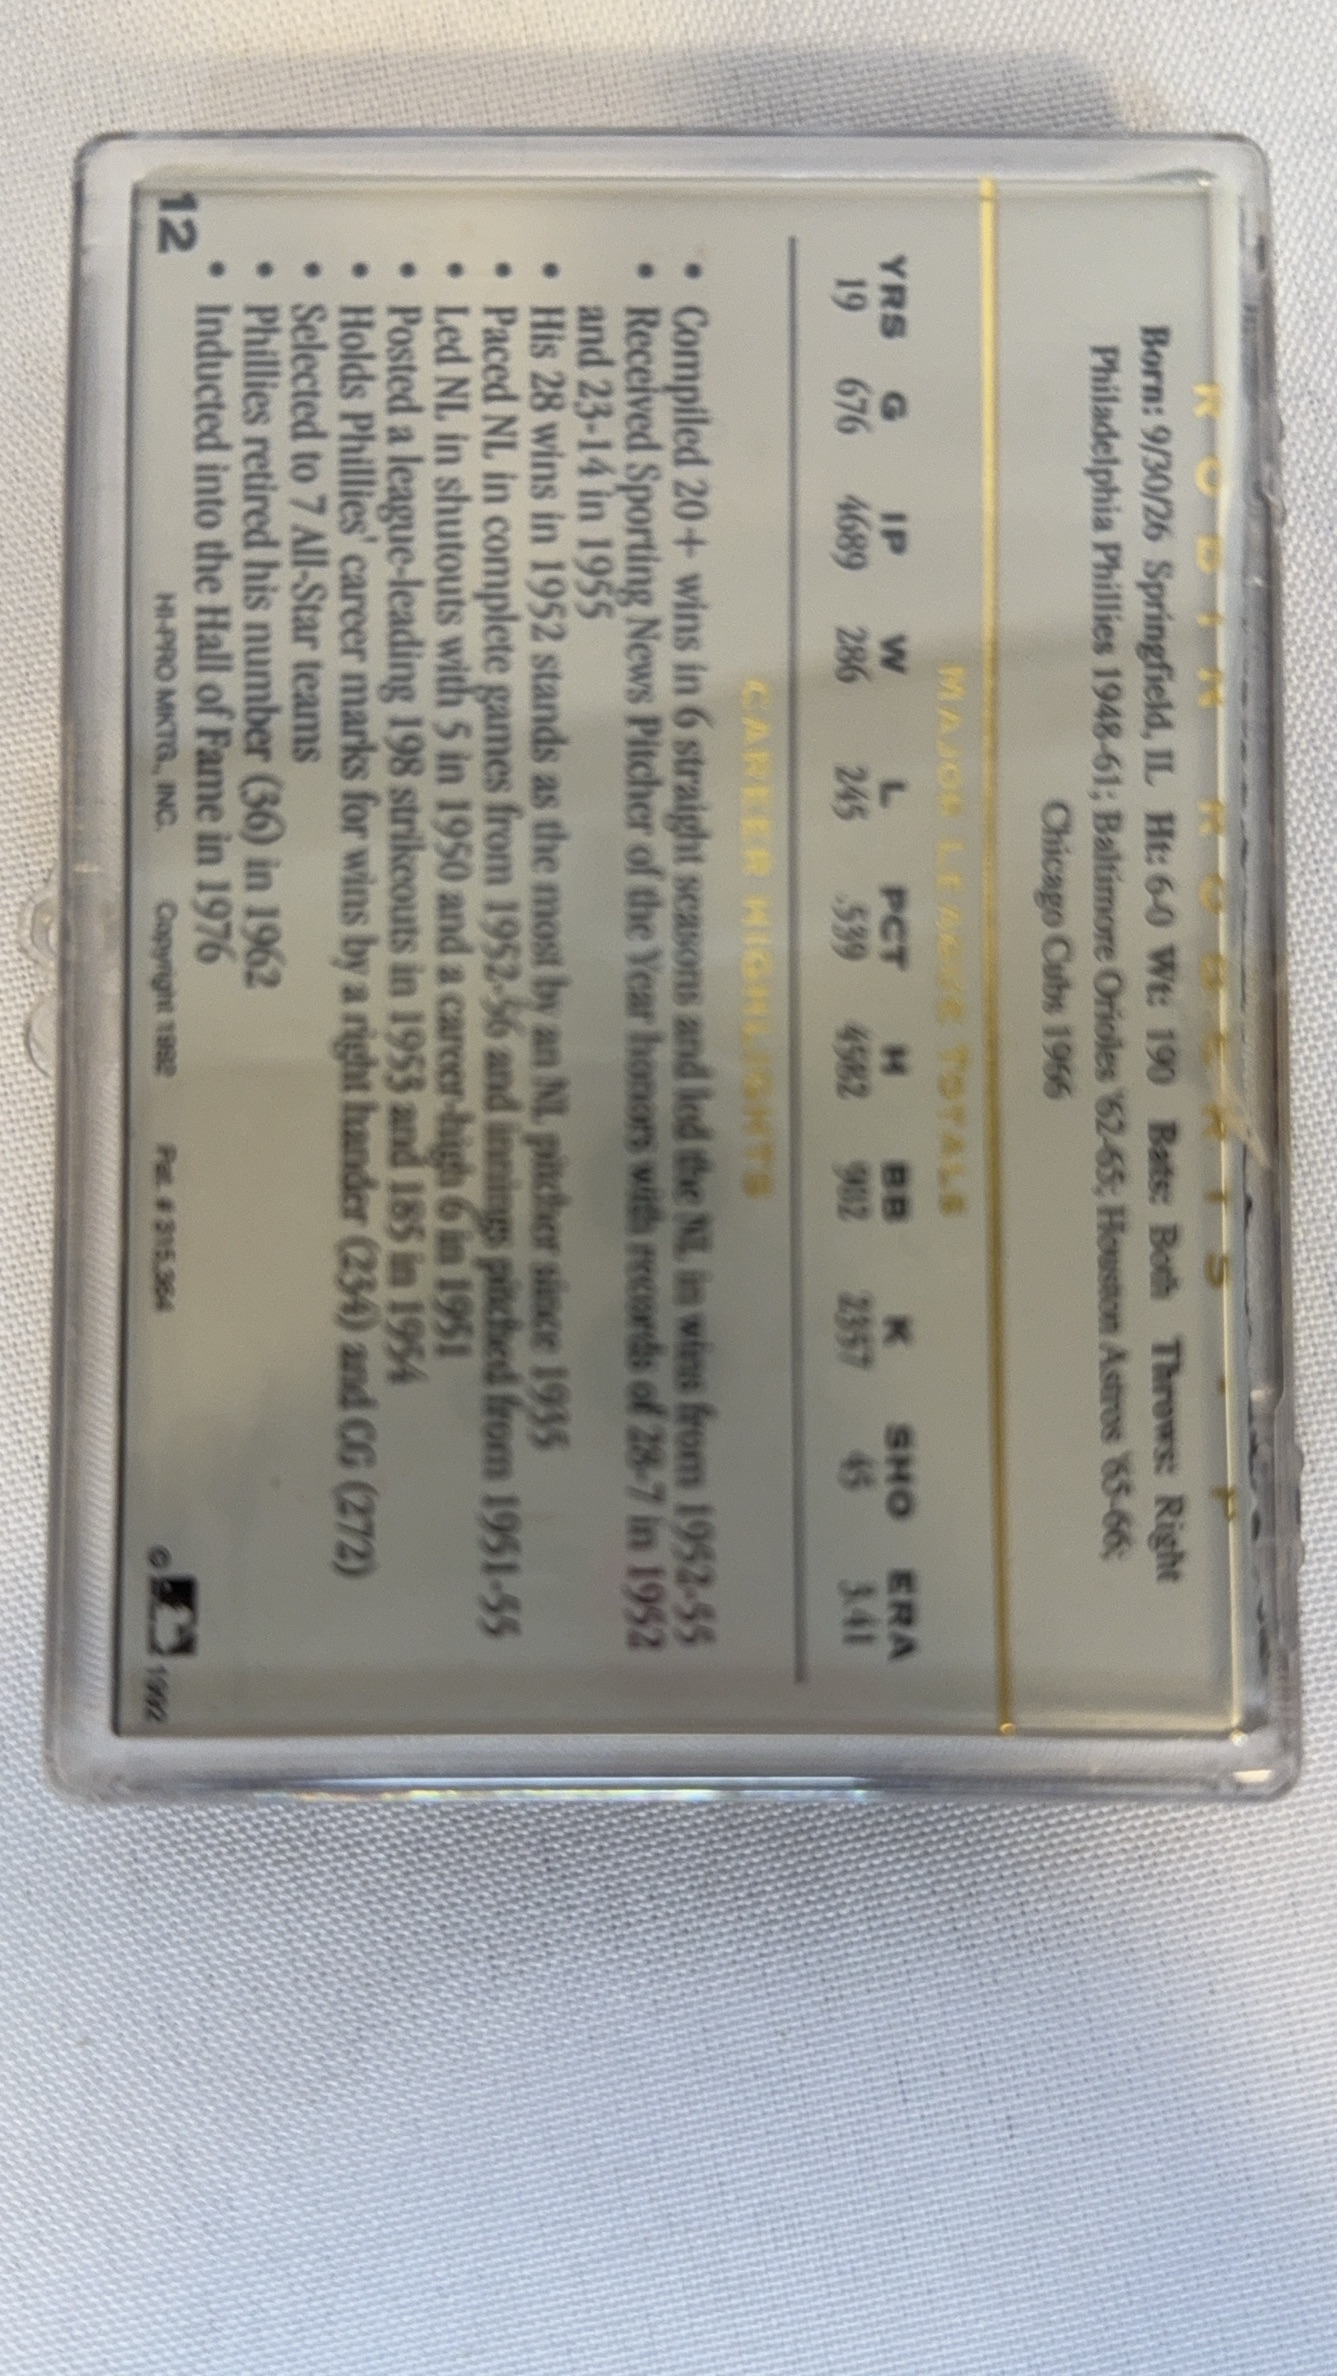 ROBIN ROBERTS, P
Born: 9/30/26 Springfield, IL Ht: 6-0 Wt: 190 Bats: Both Throws: Right
Philadelphia Phillies 1948-61; Baltimore Orioles '62-65; Houston Astros '65-66;
Chicago Cubs 1966
MAJOR LEAGUE TOTALS
YRS G IP W L PCT H BB K SHO ERA
19 676 4689 286 245 .539 4582 902 2357 45 3.41
CAREER HIGHLIGHTS
• Compiled 20+ wins in 6 straight seasons and led the NL in wins from 1952-55
• Received Sporting News Pitcher of the Year honors with records of 28-7 in 1952
and 23-14 in 1955
• His 28 wins in 1952 stands as the most by an NL pitcher since 1935
• Paced NL in complete games from 1952-56 and innings pitched from 1951-55
• Led NL in shutouts with 5 in 1950 and a career-high 6 in 1951
• Posted a league-leading 198 strikeouts in 1953 and 185 in 1954
• Holds Phillies' career marks for wins by a right hander (234) and CG (272)
• Selected to 7 All-Star teams
• Phillies retired his number (36) in 1962
• Inducted into the Hall of Fame in 1976
12 HI-PRO MKTG., INC. Copyright 1992 Pat. # 315,364 © 1992